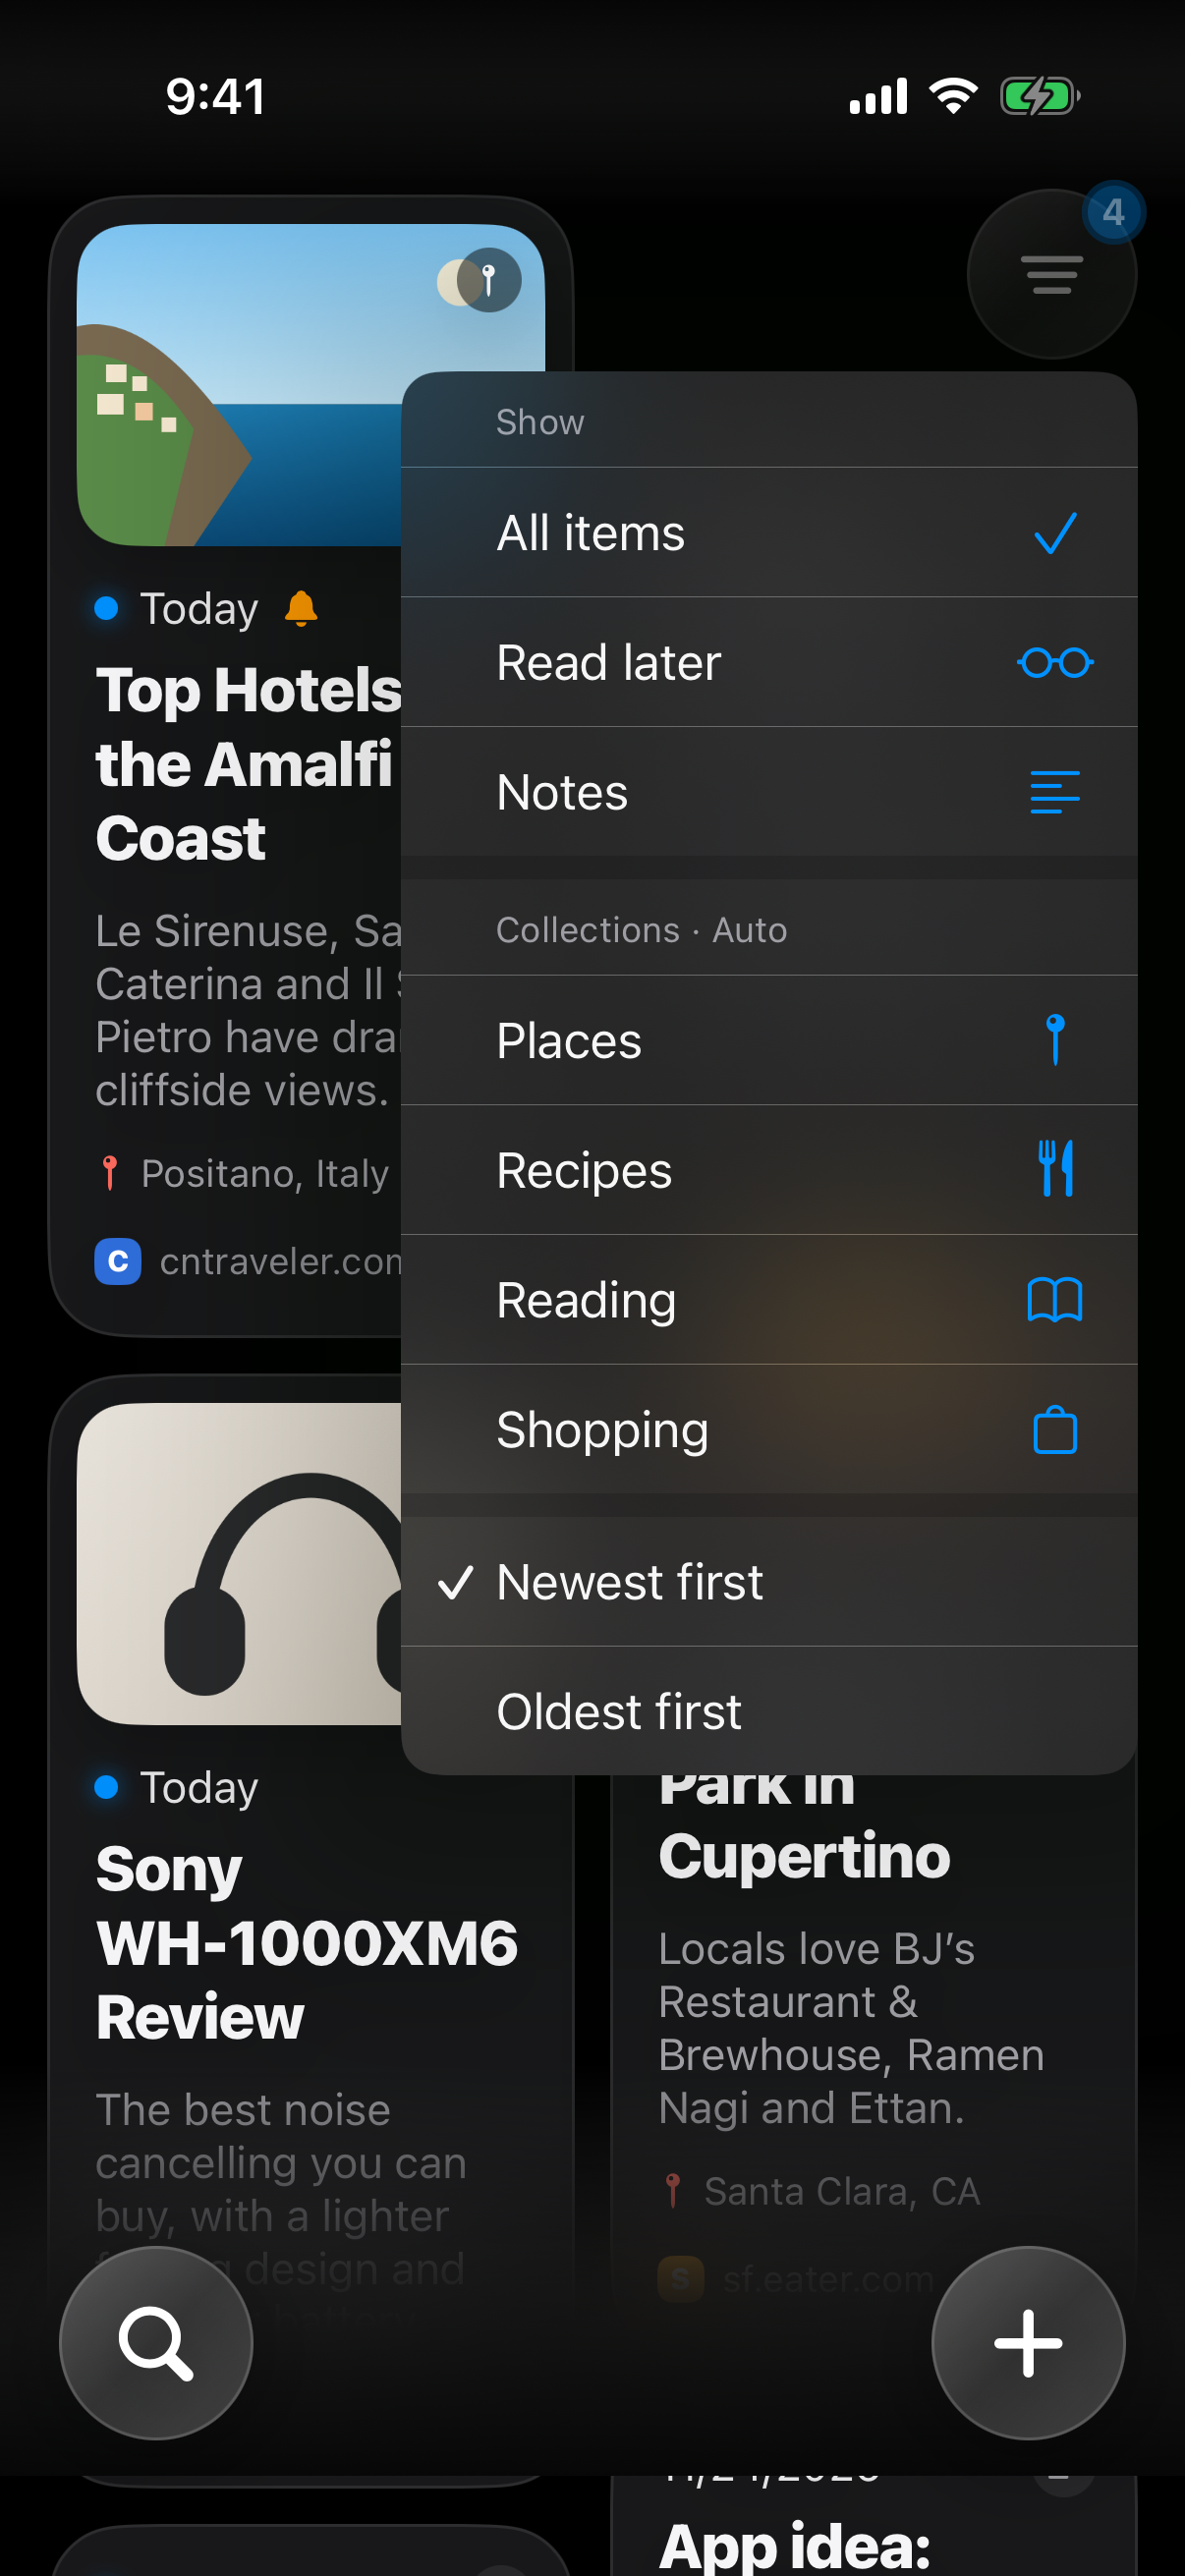 9:41
4
Show
All items
Read later
Notes
Collections · Auto
Places
Recipes
Reading
Shopping
Newest first
Oldest first
Today
Top Hotels
the Amalfi
Coast
Le Sirenuse,
Caterina and Il
Pietro have
cliffside views.
Positano, Italy
C cntraveler.com
Today
Sony
WH-1000XM6
Review
The best noise
cancelling you can
buy, with a lighter
design and
battery
Park in
Cupertino
Locals love BJ’s
Restaurant &
Brewhouse, Ramen
Nagi and Ettan.
Santa Clara, CA
S sf.eater.com
App idea: